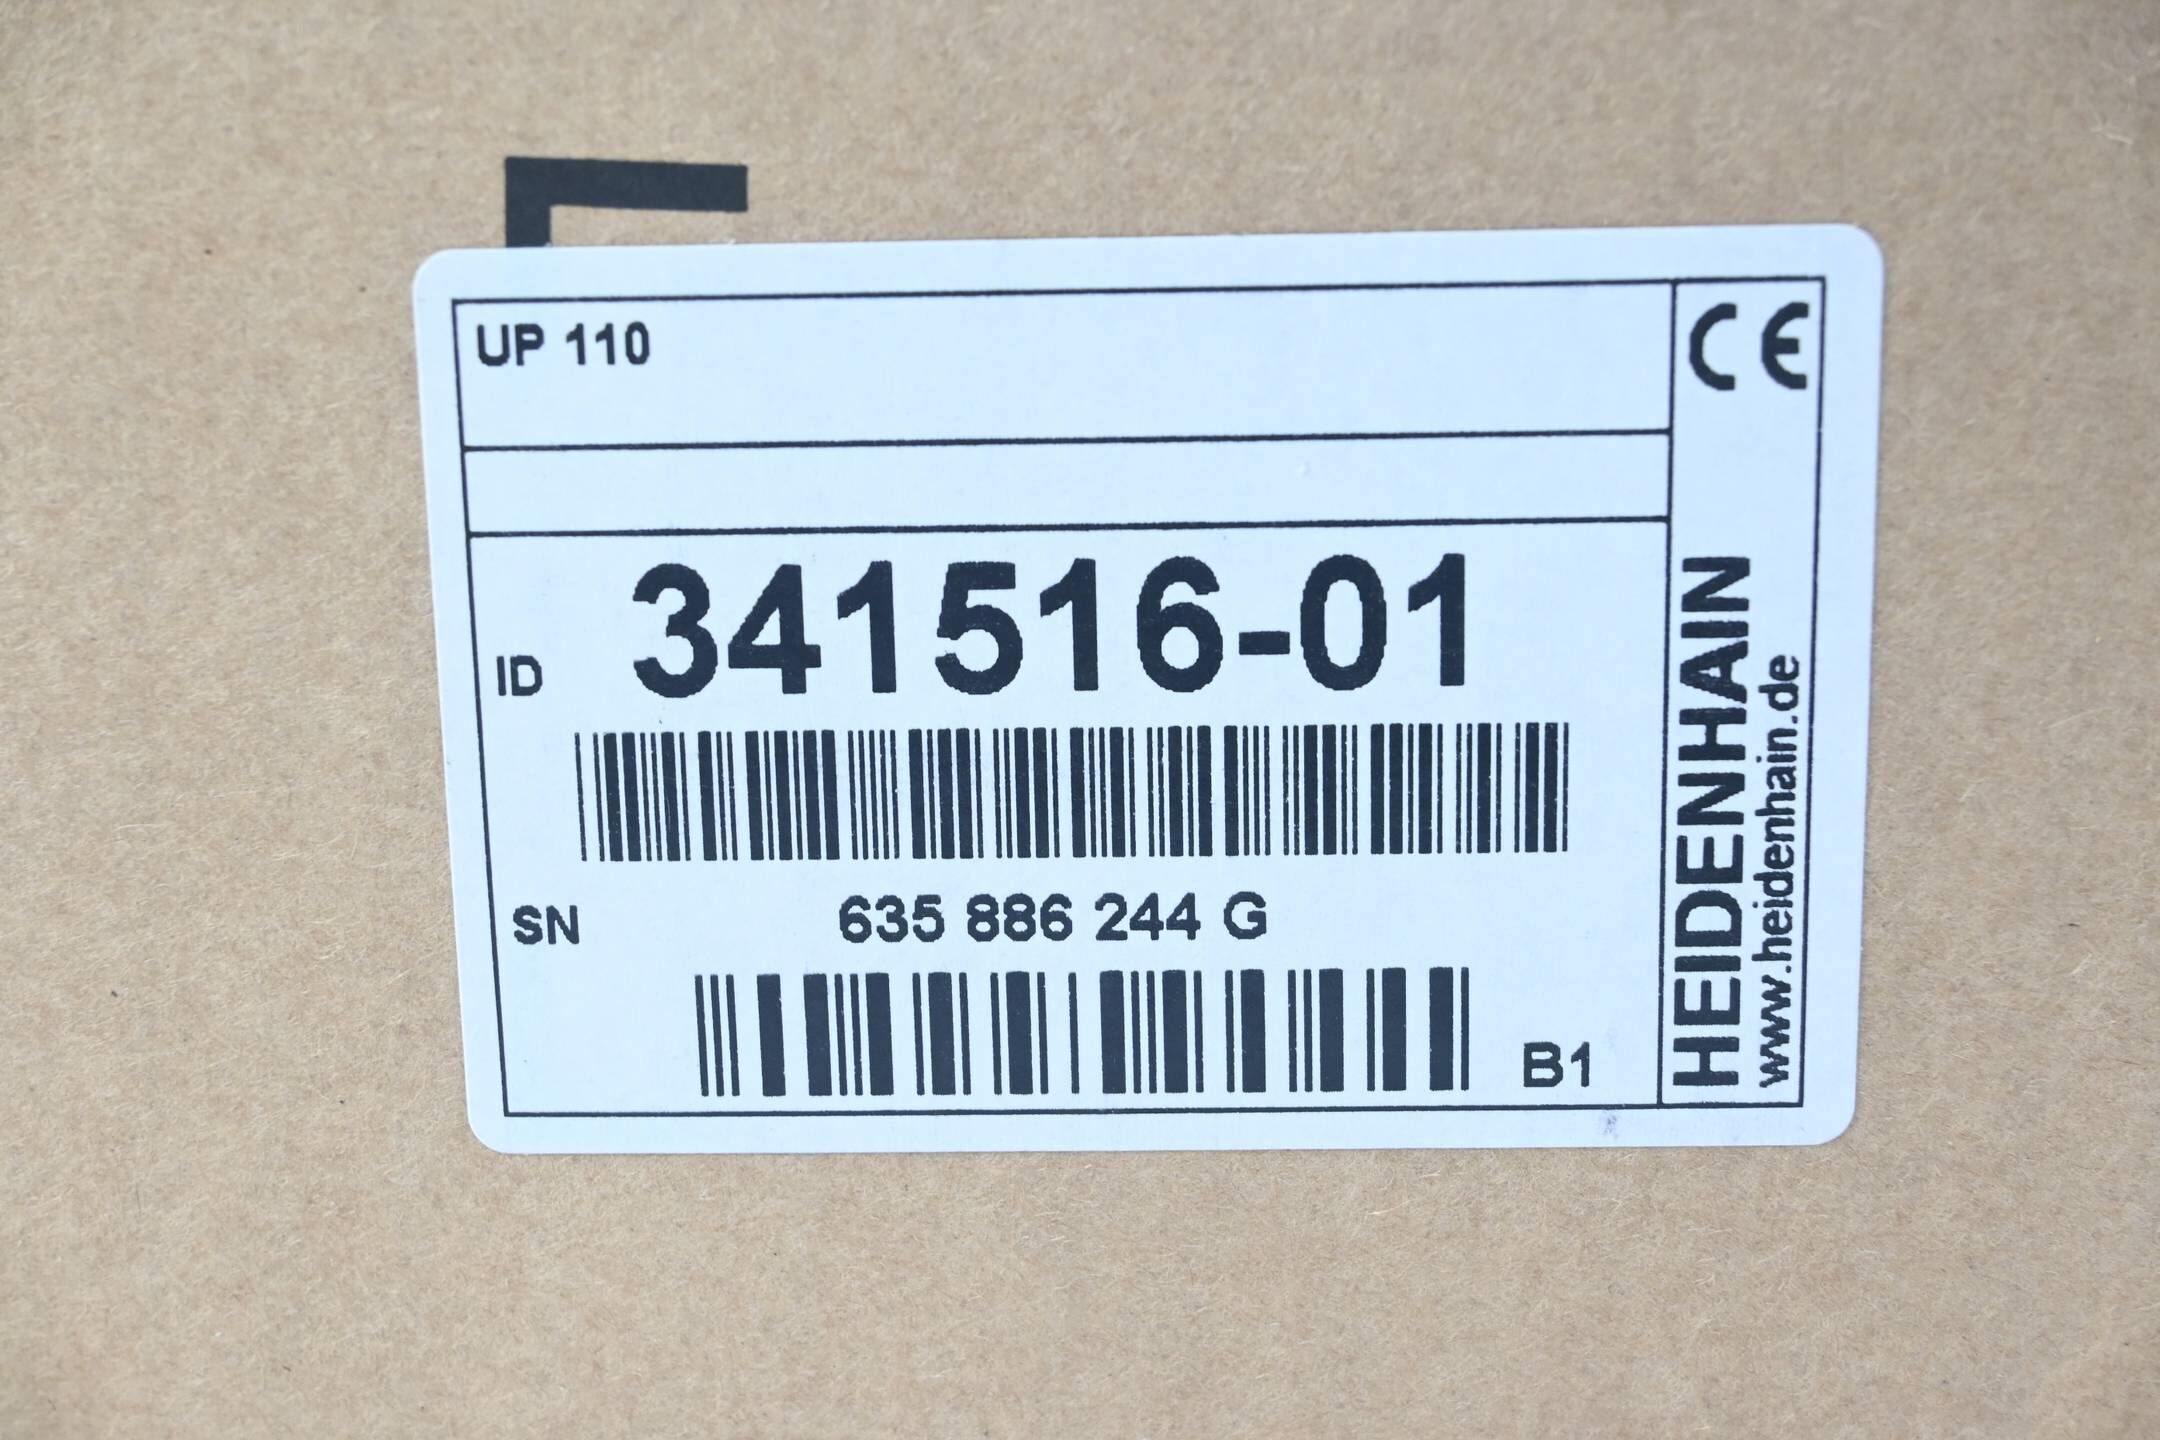 UP 110
CE
ID 341516-01
SN 635 886 244 G
B1
HEIDENHAIN
www.heidenhain.de